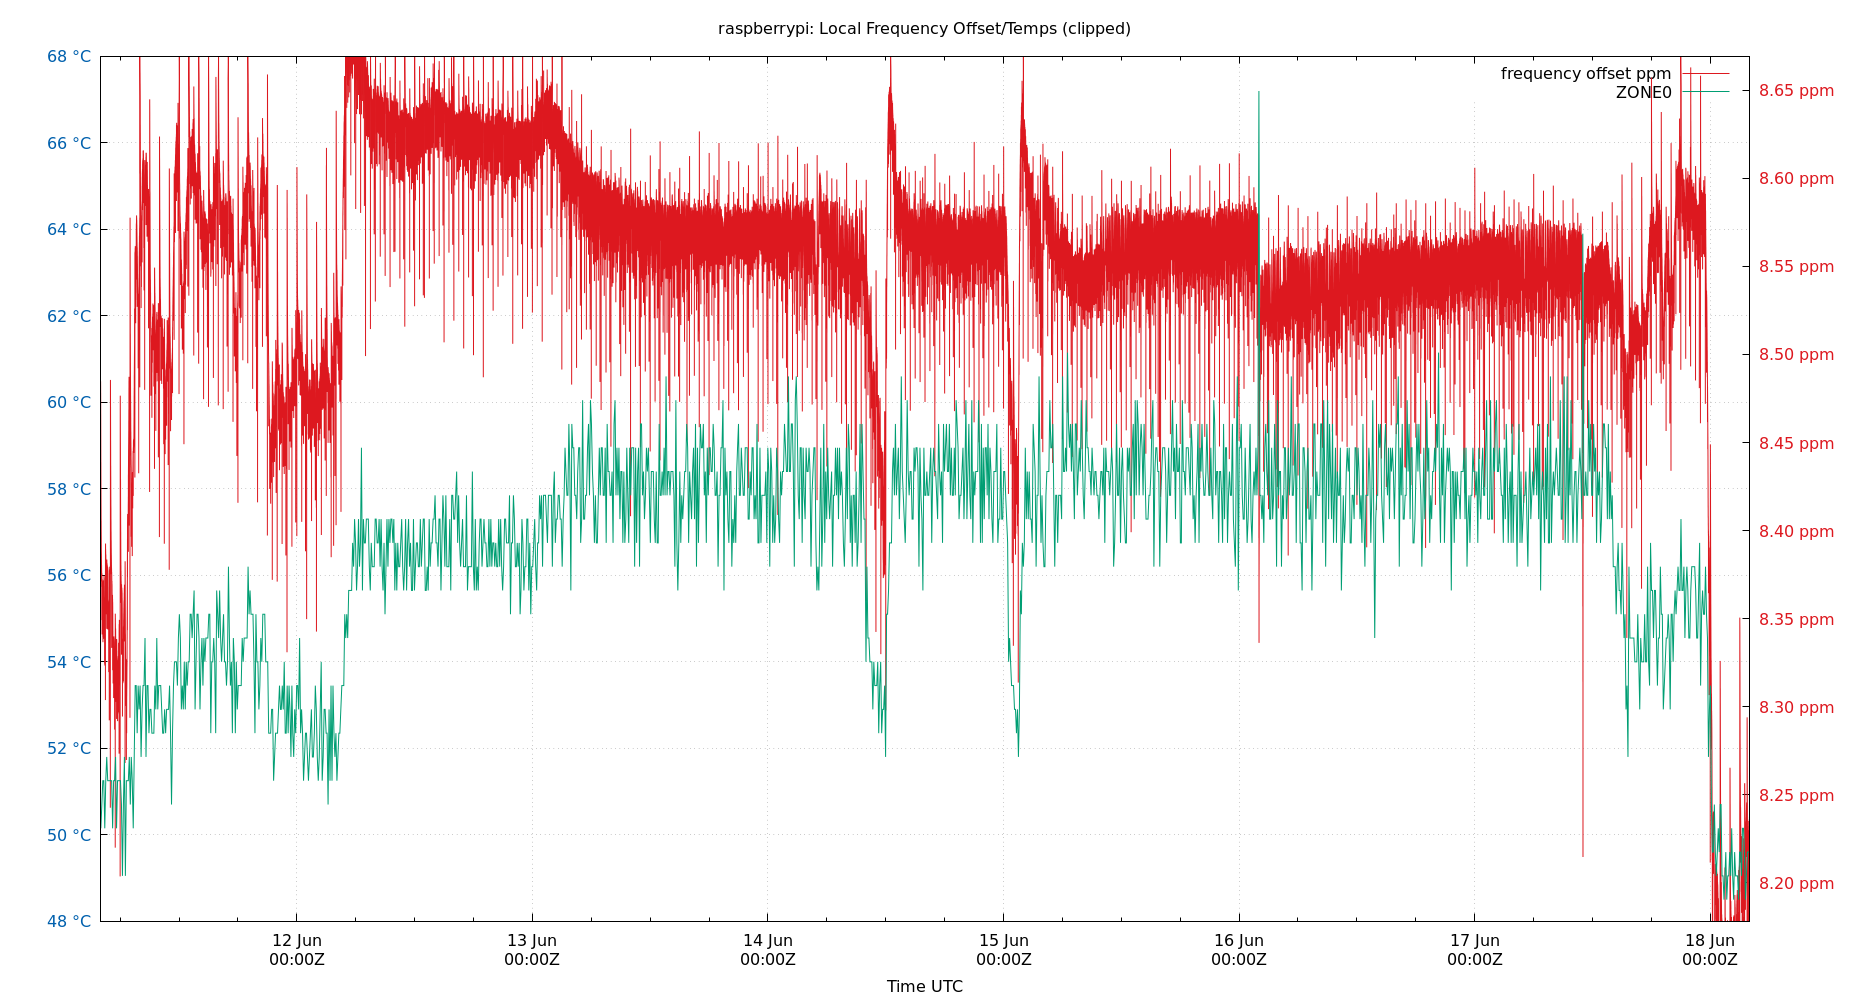 raspberrypi: Local Frequency Offset/Temps (clipped)
68 °C
66 °C
64 °C
62 °C
60 °C
58 °C
56 °C
54 °C
52 °C
50 °C
48 °C
frequency offset ppm
ZONE0
8.65 ppm
8.60 ppm
8.55 ppm
8.50 ppm
8.45 ppm
8.40 ppm
8.35 ppm
8.30 ppm
8.25 ppm
8.20 ppm
12 Jun
00:00Z
13 Jun
00:00Z
14 Jun
00:00Z
15 Jun
00:00Z
16 Jun
00:00Z
17 Jun
00:00Z
18 Jun
00:00Z
Time UTC